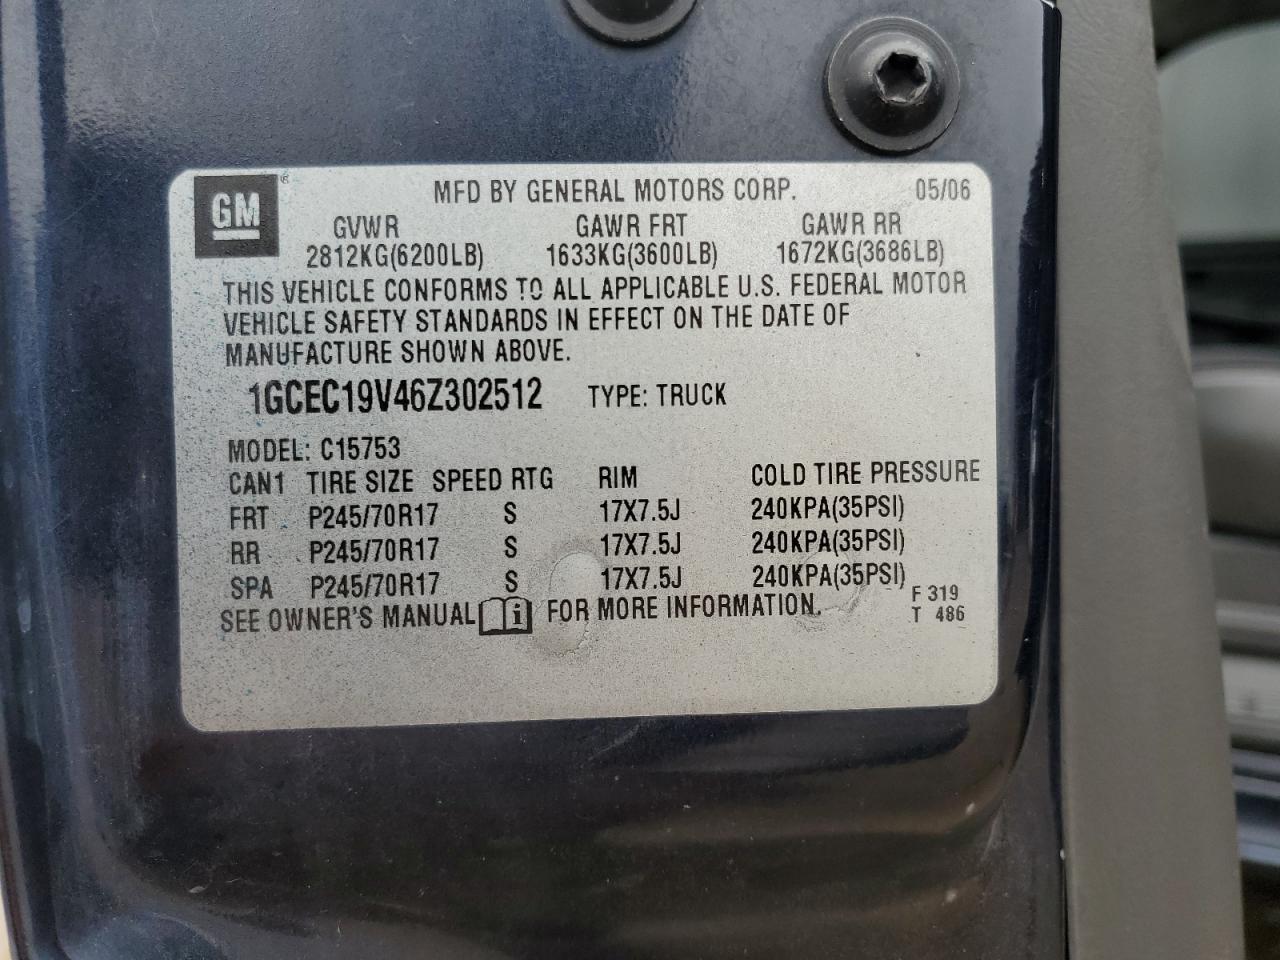 GM ® MFD BY GENERAL MOTORS CORP. 05/06
GVWR GAWR FRT GAWR RR
2812KG(6200LB) 1633KG(3600LB) 1672KG(3686LB)
THIS VEHICLE CONFORMS TO ALL APPLICABLE U.S. FEDERAL MOTOR
VEHICLE SAFETY STANDARDS IN EFFECT ON THE DATE OF
MANUFACTURE SHOWN ABOVE.
1GCEC19V46Z302512 TYPE: TRUCK
MODEL: C15753
CAN1 TIRE SIZE SPEED RTG RIM COLD TIRE PRESSURE
FRT P245/70R17 S 17X7.5J 240KPA(35PSI)
RR P245/70R17 S 17X7.5J 240KPA(35PSI)
SPA P245/70R17 S 17X7.5J 240KPA(35PSI)
SEE OWNER'S MANUAL i FOR MORE INFORMATION.
F 319
T 486